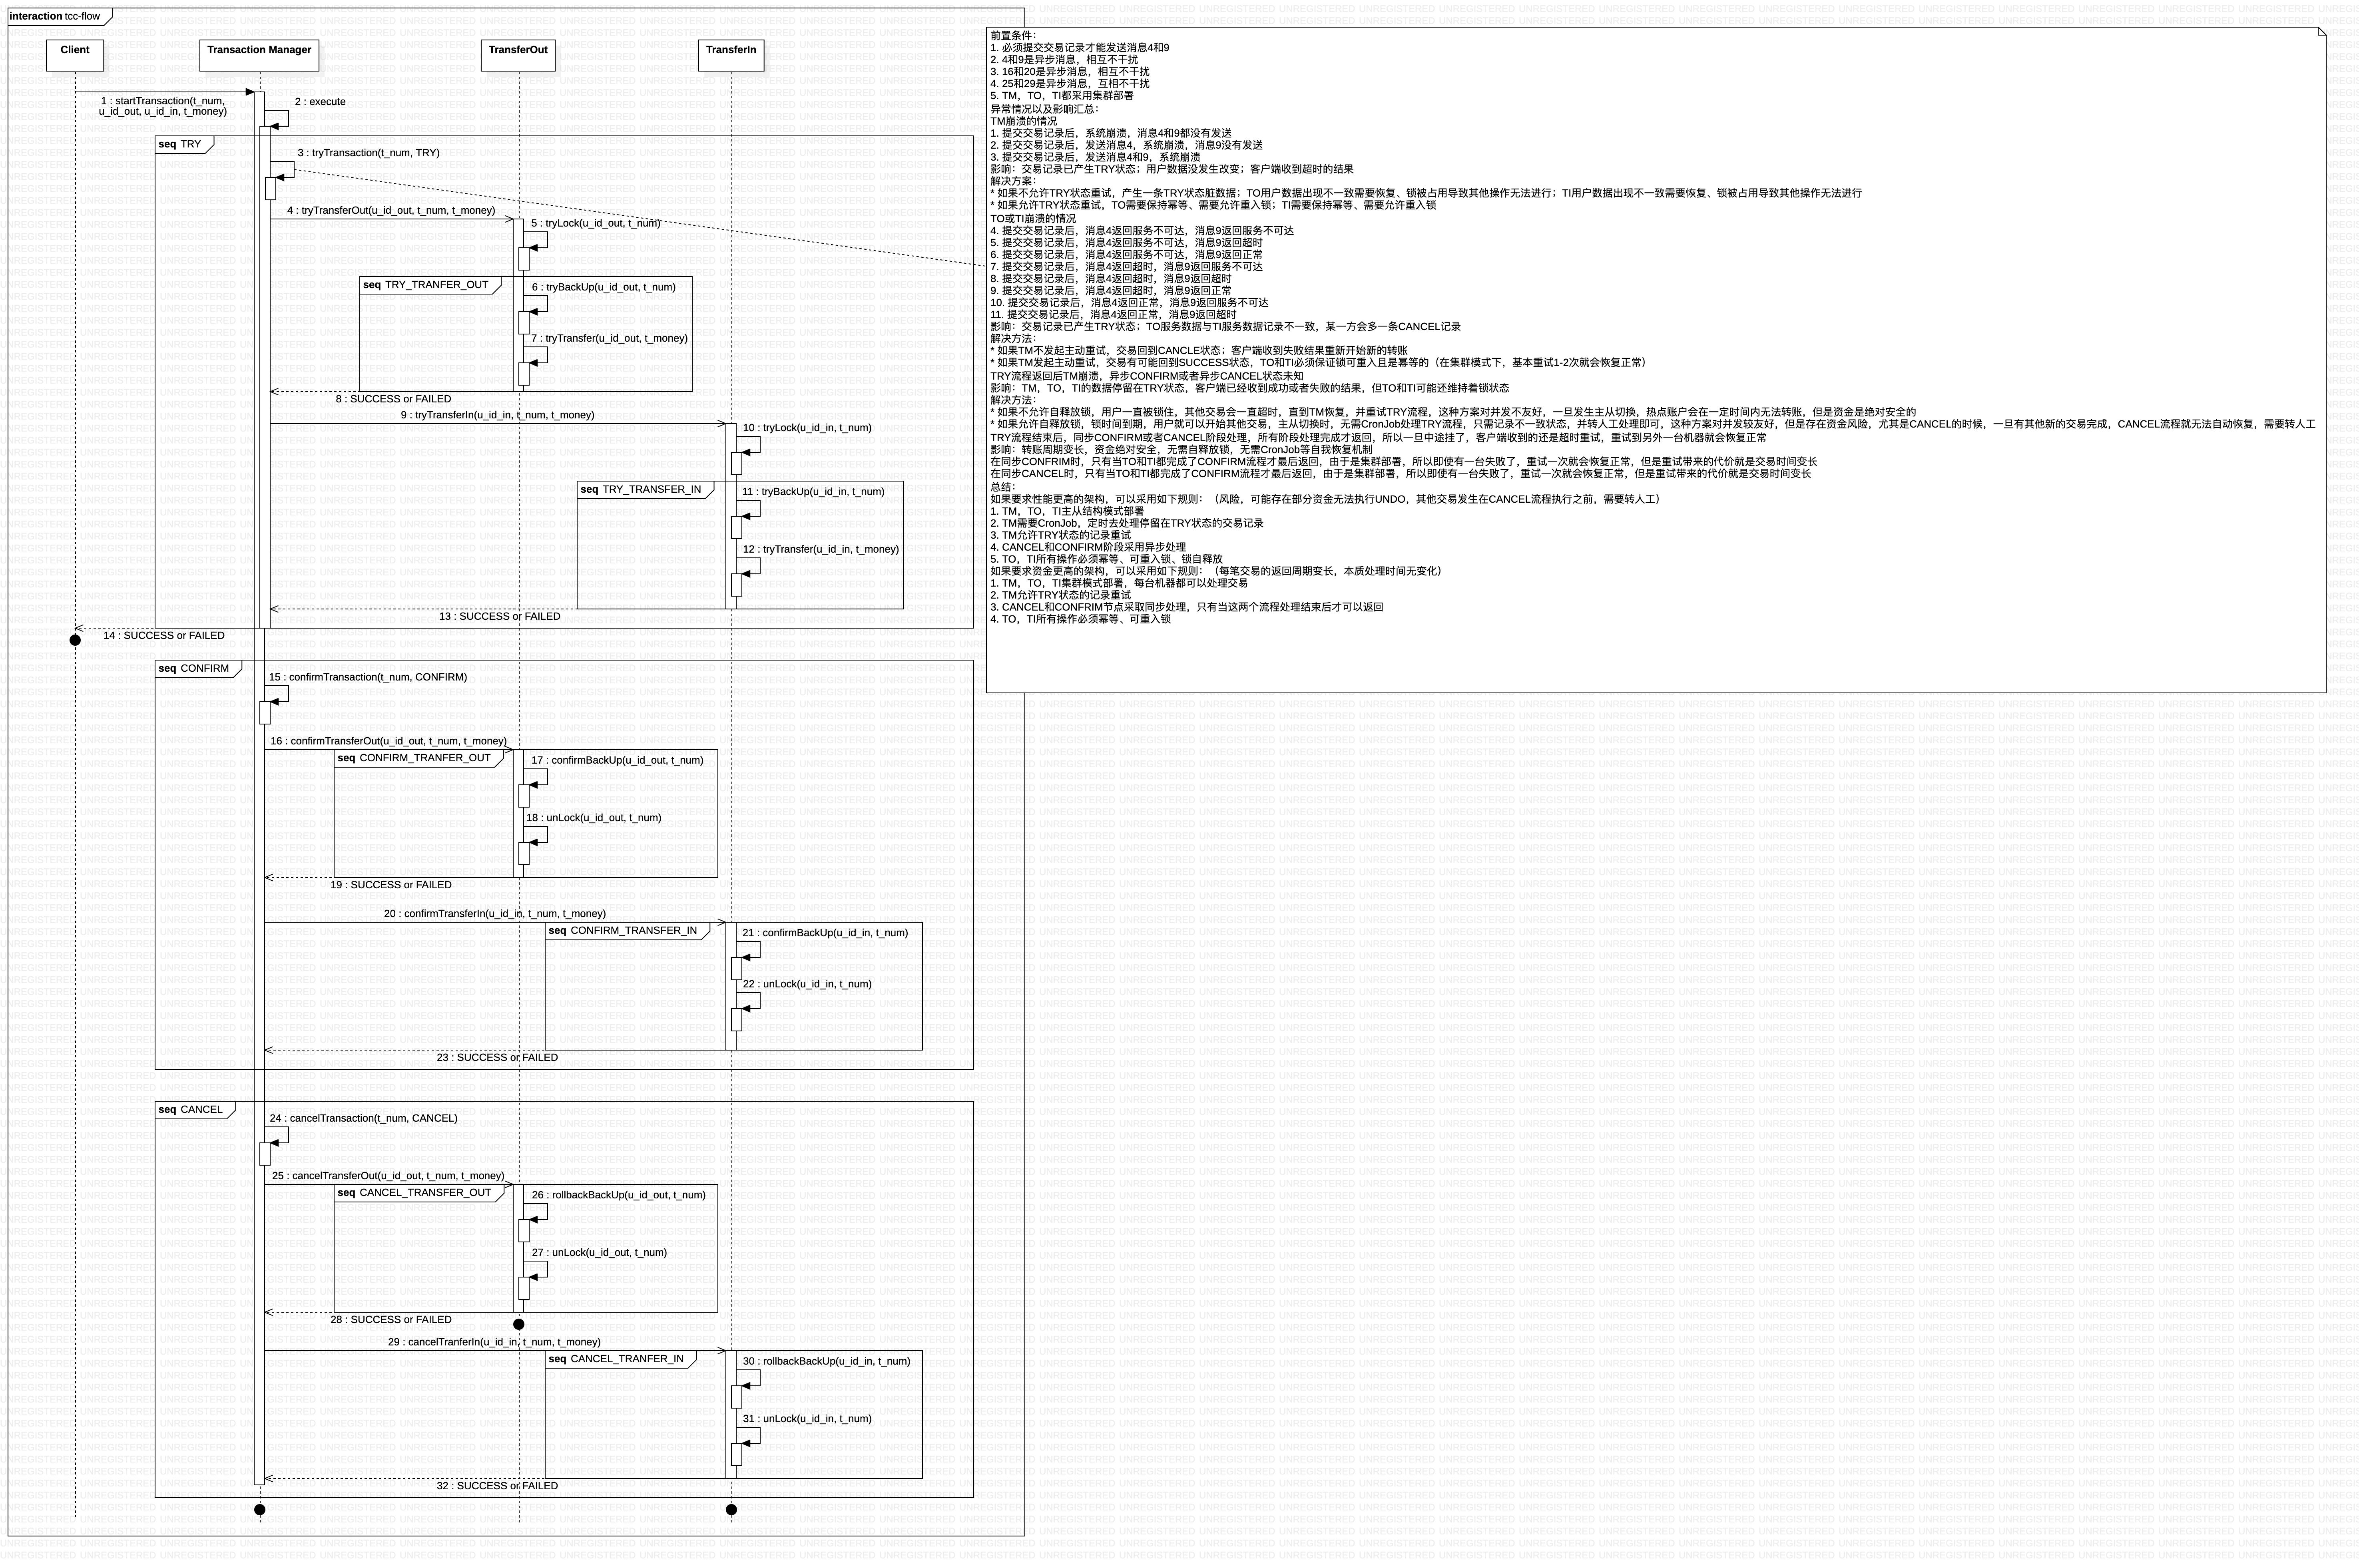 interaction tcc-flow
Client
Transaction Manager
TransferOut
TransferIn
1 : startTransaction(t_num,
u_id_out, u_id_in, t_money)
2 : execute
seq TRY
3 : tryTransaction(t_num, TRY)
4 : tryTransferOut(u_id_out, t_num, t_money)
5 : tryLock(u_id_out, t_num)
seq TRY_TRANFER_OUT
6 : tryBackUp(u_id_out, t_num)
7 : tryTransfer(u_id_out, t_money)
8 : SUCCESS or FAILED
9 : tryTransferIn(u_id_in, t_num, t_money)
10 : tryLock(u_id_in, t_num)
seq TRY_TRANSFER_IN
11 : tryBackUp(u_id_in, t_num)
12 : tryTransfer(u_id_in, t_money)
13 : SUCCESS or FAILED
14 : SUCCESS or FAILED
seq CONFIRM
15 : confirmTransaction(t_num, CONFIRM)
16 : confirmTransferOut(u_id_out, t_num, t_money)
seq CONFIRM_TRANFER_OUT
17 : confirmBackUp(u_id_out, t_num)
18 : unLock(u_id_out, t_num)
19 : SUCCESS or FAILED
20 : confirmTransferIn(u_id_in, t_num, t_money)
seq CONFIRM_TRANSFER_IN
21 : confirmBackUp(u_id_in, t_num)
22 : unLock(u_id_in, t_num)
23 : SUCCESS or FAILED
seq CANCEL
24 : cancelTransaction(t_num, CANCEL)
25 : cancelTransferOut(u_id_out, t_num, t_money)
seq CANCEL_TRANSFER_OUT
26 : rollbackBackUp(u_id_out, t_num)
27 : unLock(u_id_out, t_num)
28 : SUCCESS or FAILED
29 : cancelTranferIn(u_id_in, t_num, t_money)
seq CANCEL_TRANFER_IN
30 : rollbackBackUp(u_id_in, t_num)
31 : unLock(u_id_in, t_num)
32 : SUCCESS or FAILED
前置条件：
1. 必须提交交易记录才能发送消息4和9
2. 4和9是异步消息，相互不干扰
3. 16和20是异步消息，相互不干扰
4. 25和29是异步消息，互相不干扰
5. TM，TO，TI都采用集群部署
异常情况以及影响汇总：
TM崩溃的情况
1. 提交交易记录后，系统崩溃，消息4和9都没有发送
2. 提交交易记录后，发送消息4，系统崩溃，消息9没有发送
3. 提交交易记录后，发送消息4和9，系统崩溃
影响：交易记录已产生TRY状态；用户数据没发生改变；客户端收到超时的结果
解决方案：
* 如果不允许TRY状态重试，产生一条TRY状态脏数据；TO用户数据出现不一致需要恢复、锁被占用导致其他操作无法进行；TI用户数据出现不一致需要恢复、锁被占用导致其他操作无法进行
* 如果允许TRY状态重试，TO需要保持幂等、需要允许重入锁；TI需要保持幂等、需要允许重入锁
TO或TI崩溃的情况
4. 提交交易记录后，消息4返回服务不可达，消息9返回服务不可达
5. 提交交易记录后，消息4返回服务不可达，消息9返回超时
6. 提交交易记录后，消息4返回服务不可达，消息9返回正常
7. 提交交易记录后，消息4返回超时，消息9返回服务不可达
8. 提交交易记录后，消息4返回超时，消息9返回超时
9. 提交交易记录后，消息4返回超时，消息9返回正常
10. 提交交易记录后，消息4返回正常，消息9返回服务不可达
11. 提交交易记录后，消息4返回正常，消息9返回超时
影响：交易记录已产生TRY状态；TO服务数据与TI服务数据记录不一致，某一方会多一条CANCEL记录
解决方法：
* 如果TM不发起主动重试，交易回到CANCLE状态；客户端收到失败结果重新开始新的转账
* 如果TM发起主动重试，交易有可能回到SUCCESS状态，TO和TI必须保证锁可重入且是幂等的（在集群模式下，基本重试1-2次就会恢复正常）
TRY流程返回后TM崩溃，异步CONFIRM或者异步CANCEL状态未知
影响：TM，TO，TI的数据停留在TRY状态，客户端已经收到成功或者失败的结果，但TO和TI可能还维持着锁状态
解决方法：
* 如果不允许自释放锁，用户一直被锁住，其他交易会一直超时，直到TM恢复，并重试TRY流程，这种方案对并发不友好，一旦发生主从切换，热点账户会在一定时间内无法转账，但是资金是绝对安全的
* 如果允许自释放锁，锁时间到期，用户就可以开始其他交易，主从切换时，无需CronJob处理TRY流程，只需记录不一致状态，并转人工处理即可，这种方案对并发较友好，但是存在资金风险，尤其是CANCEL的时候，一旦有其他新的交易完成，CANCEL流程就无法自动恢复，需要转人工
TRY流程结束后，同步CONFIRM或者CANCEL阶段处理，所有阶段处理完成才返回，所以一旦中途挂了，客户端收到的还是超时重试，重试到另外一台机器就会恢复正常
影响：转账周期变长，资金绝对安全，无需自释放锁，无需CronJob等自我恢复机制
在同步CONFRIM时，只有当TO和TI都完成了CONFIRM流程才最后返回，由于是集群部署，所以即使有一台失败了，重试一次就会恢复正常，但是重试带来的代价就是交易时间变长
在同步CANCEL时，只有当TO和TI都完成了CONFIRM流程才最后返回，由于是集群部署，所以即使有一台失败了，重试一次就会恢复正常，但是重试带来的代价就是交易时间变长
总结：
如果要求性能更高的架构，可以采用如下规则：（风险，可能存在部分资金无法执行UNDO，其他交易发生在CANCEL流程执行之前，需要转人工）
1. TM，TO，TI主从结构模式部署
2. TM需要CronJob，定时去处理停留在TRY状态的交易记录
3. TM允许TRY状态的记录重试
4. CANCEL和CONFIRM阶段采用异步处理
5. TO，TI所有操作必须幂等、可重入锁、锁自释放
如果要求资金更高的架构，可以采用如下规则：（每笔交易的返回周期变长，本质处理时间无变化）
1. TM，TO，TI集群模式部署，每台机器都可以处理交易
2. TM允许TRY状态的记录重试
3. CANCEL和CONFRIM节点采取同步处理，只有当这两个流程处理结束后才可以返回
4. TO，TI所有操作必须幂等、可重入锁